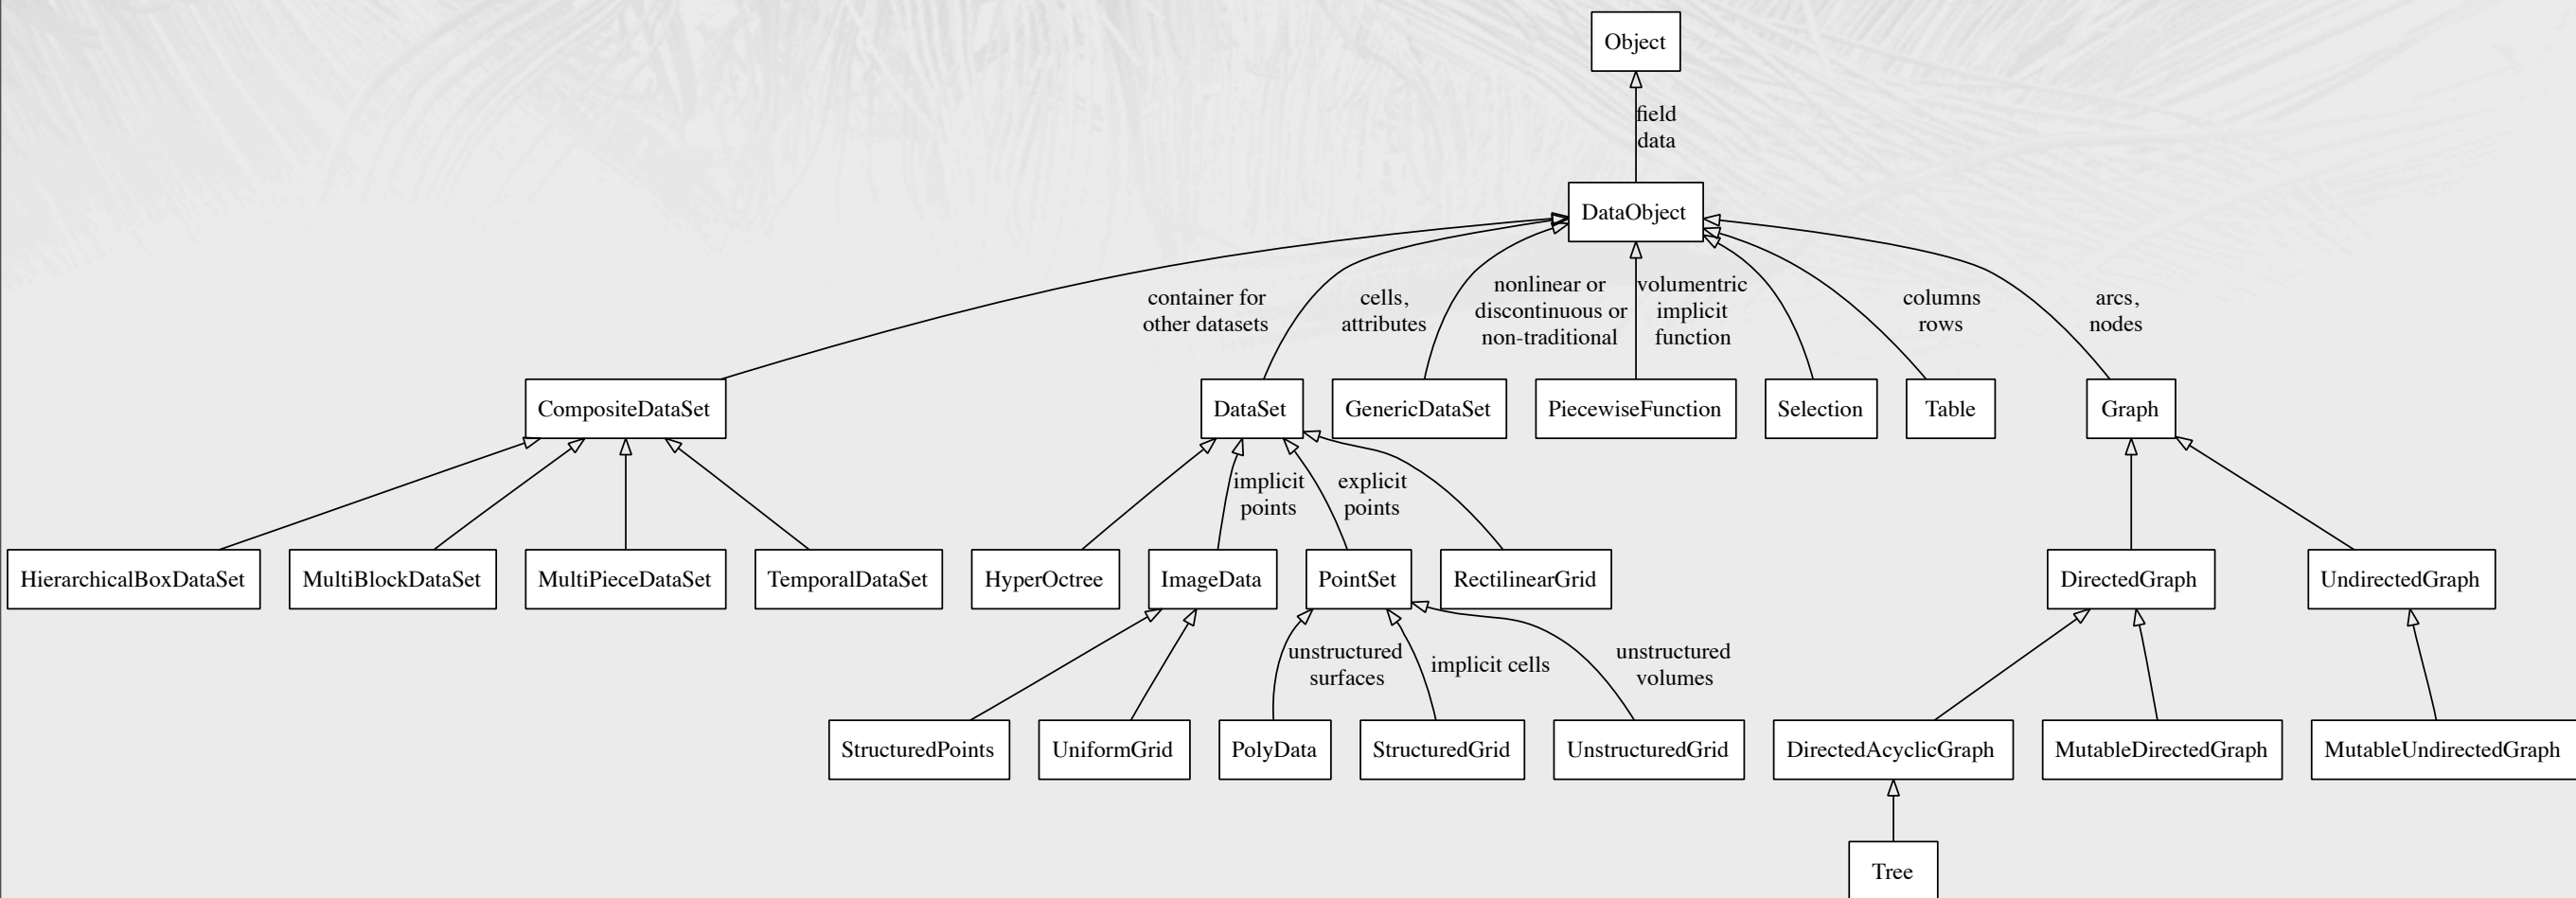 Object
field
data
DataObject
container for
other datasets
cells,
attributes
nonlinear or
discontinuous or
non-traditional
volumentric
implicit
function
columns
rows
arcs,
nodes
CompositeDataSet
DataSet
GenericDataSet
PiecewiseFunction
Selection
Table
Graph
implicit
points
explicit
points
HierarchicalBoxDataSet
MultiBlockDataSet
MultiPieceDataSet
TemporalDataSet
HyperOctree
ImageData
PointSet
RectilinearGrid
DirectedGraph
UndirectedGraph
unstructured
surfaces
implicit cells
unstructured
volumes
StructuredPoints
UniformGrid
PolyData
StructuredGrid
UnstructuredGrid
DirectedAcyclicGraph
MutableDirectedGraph
MutableUndirectedGraph
Tree